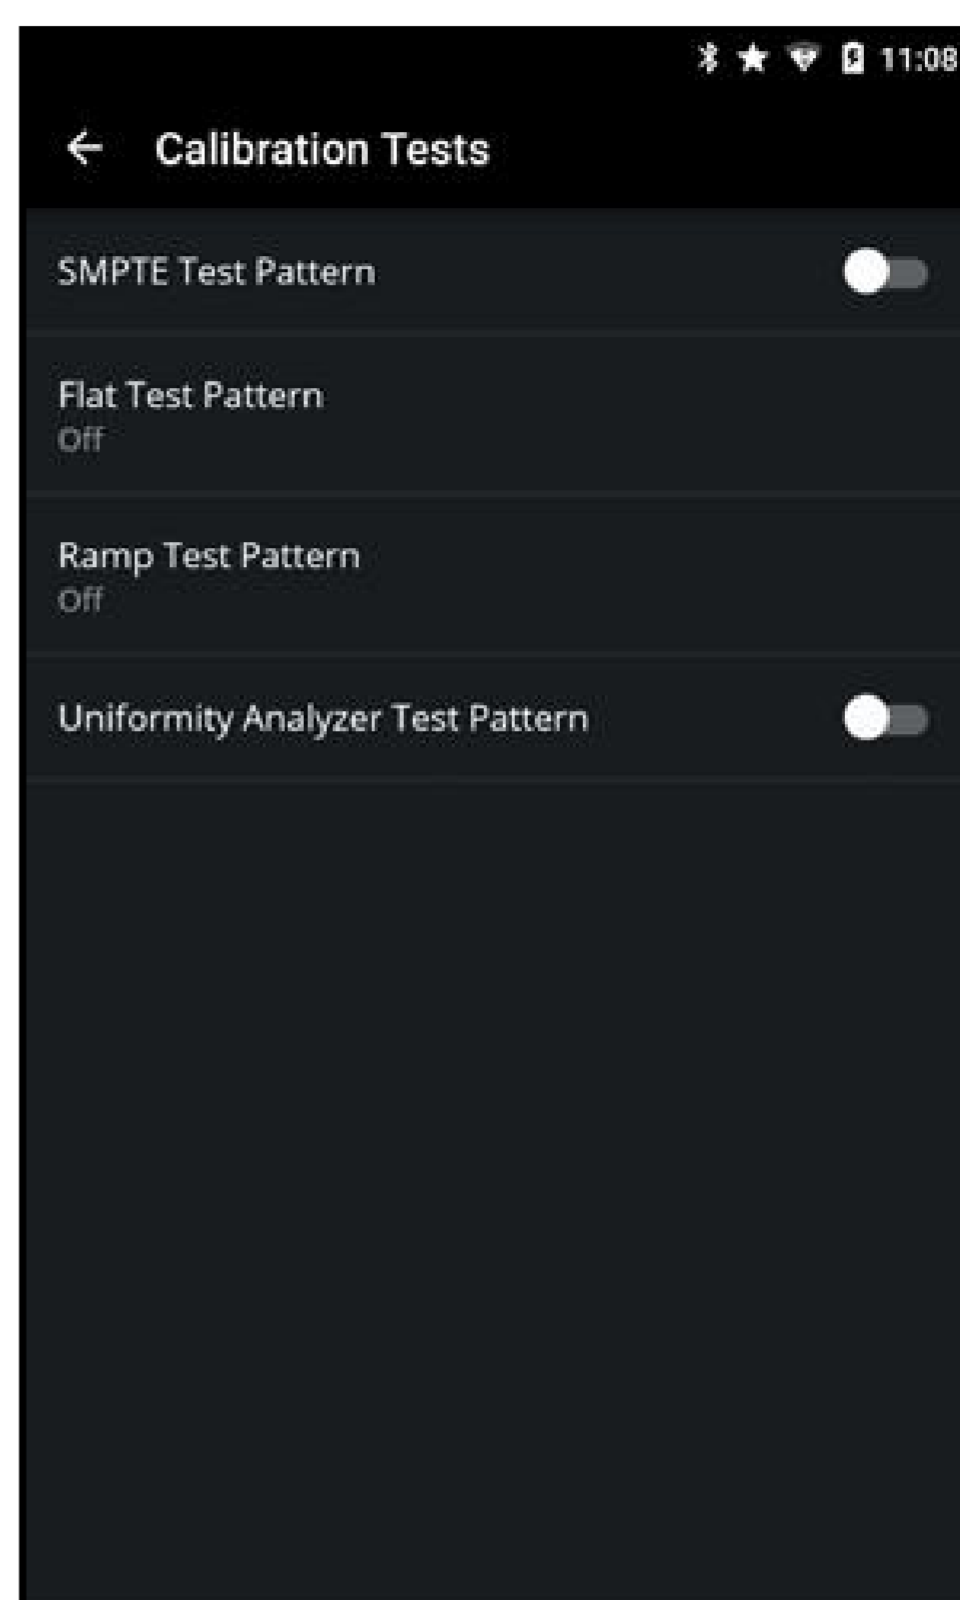 11:08
Calibration Tests
SMPTE Test Pattern
Flat Test Pattern
Off
Ramp Test Pattern
Off
Uniformity Analyzer Test Pattern